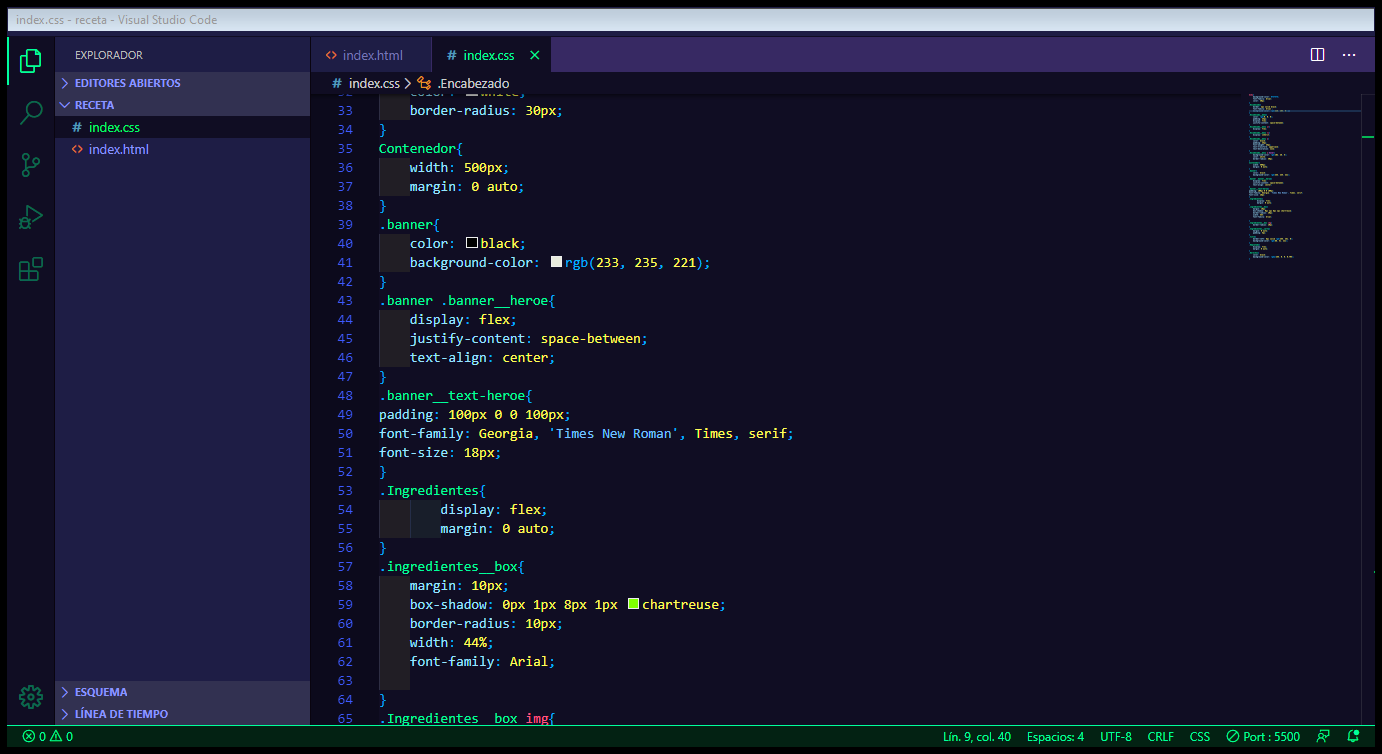 index.css - receta - Visual Studio Code
EXPLORADOR
EDITORES ABIERTOS
RECETA
# index.css
<> index.html
ESQUEMA
LÍNEA DE TIEMPO
<> index.html
# index.css ×
# index.css > .Encabezado
32 color: white;
33 border-radius: 30px;
34 }
35 Contenedor{
36 width: 500px;
37 margin: 0 auto;
38 }
39 .banner{
40 color: black;
41 background-color: rgb(233, 235, 221);
42 }
43 .banner .banner__heroe{
44 display: flex;
45 justify-content: space-between;
46 text-align: center;
47 }
48 .banner__text-heroe{
49 padding: 100px 0 0 100px;
50 font-family: Georgia, 'Times New Roman', Times, serif;
51 font-size: 18px;
52 }
53 .Ingredientes{
54 display: flex;
55 margin: 0 auto;
56 }
57 .ingredientes__box{
58 margin: 10px;
59 box-shadow: 0px 1px 8px 1px chartreuse;
60 border-radius: 10px;
61 width: 44%;
62 font-family: Arial;
63
64 }
65 .Ingredientes__box img{
0 0
Lín. 9, col. 40
Espacios: 4
UTF-8
CRLF
CSS
Port : 5500